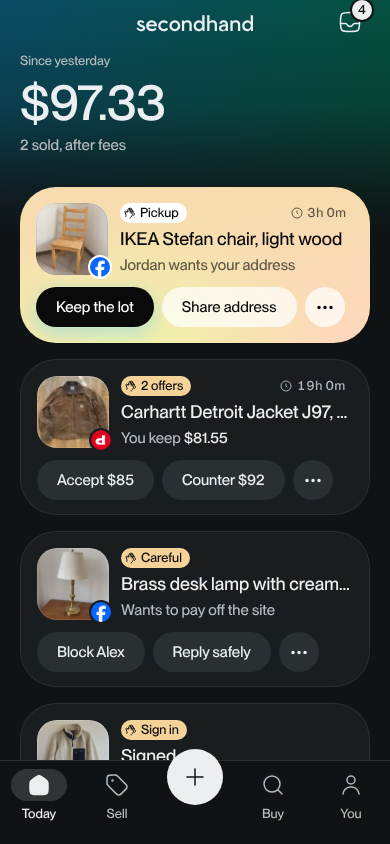 secondhand
4
Since yesterday
$97.33
2 sold, after fees
Pickup
3h 0m
IKEA Stefan chair, light wood
Jordan wants your address
Keep the lot
Share address
2 offers
19h 0m
Carhartt Detroit Jacket J97, ...
You keep $81.55
Accept $85
Counter $92
Careful
Brass desk lamp with cream...
Wants to pay off the site
Block Alex
Reply safely
Sign in
Signed
Today
Sell
Buy
You